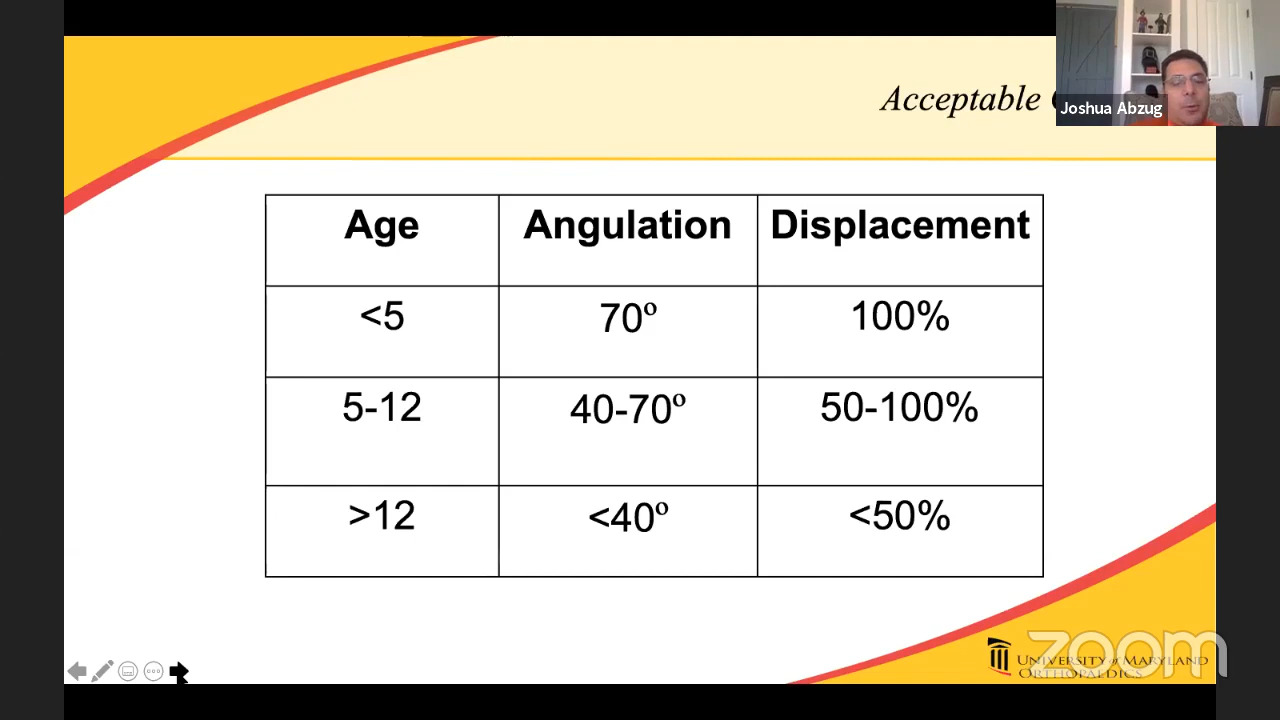 Acceptable
Joshua Abzug
Age Angulation Displacement
<5 70º 100%
5-12 40-70º 50-100%
>12 <40º <50%
zoom
UNIVERSITY of MARYLAND
ORTHOPAEDICS